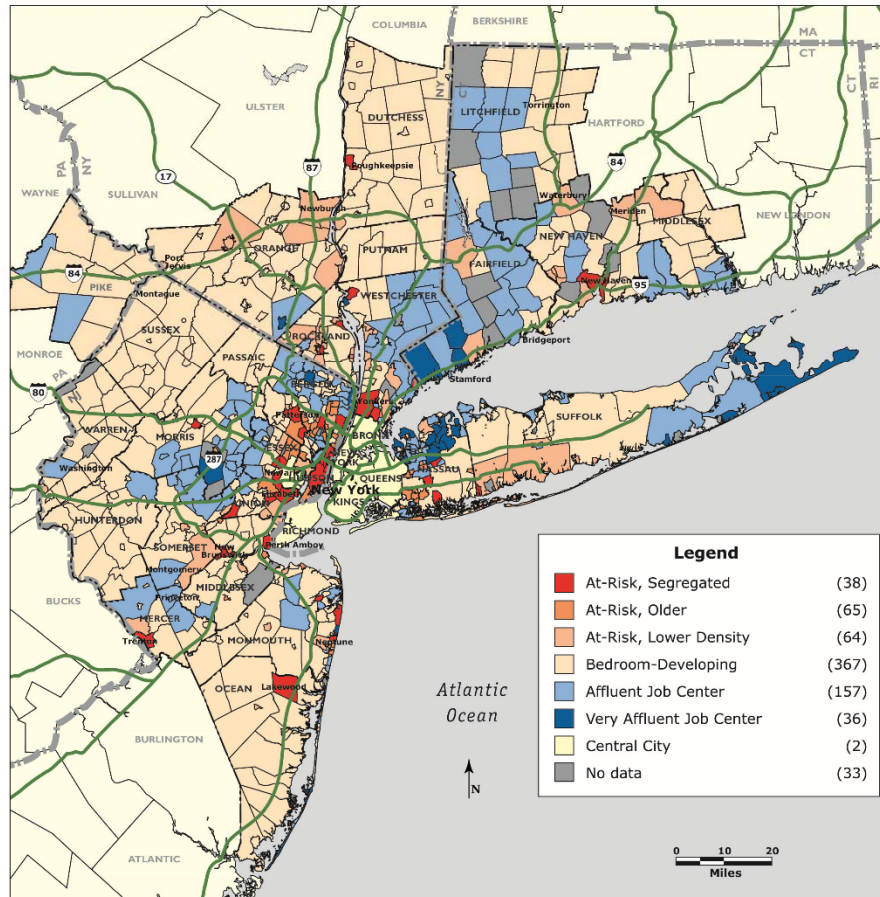 COLUMBIA
BERKSHIRE
MA
CT
NY
CT
CT
RI
ULSTER
DUTCHESS
LITCHFIELD
Torrington
HARTFORD
87
17
PA
NY
WAYNE
SULLIVAN
Poughkeepsie
84
Waterbury
Meriden
MIDDLESEX
NEW LONDON
Newburgh
ORANGE
PUTNAM
NEW HAVEN
FAIRFIELD
New Haven
95
84
Port
Jervis
PIKE
Montague
WESTCHESTER
Bridgeport
SUSSEX
ROCKLAND
PASSAIC
Stamford
MONROE
PA
NJ
80
BERGEN
Yonkers
SUFFOLK
WARREN
MORRIS
Patterson
BRONX
ESSEX
NEW
YORK
Washington
287
Newark
HUDSON
QUEENS
NASSAU
Elizabeth
New York
UNION
KINGS
HUNTERDON
RICHMOND
SOMERSET
New
Brunswick
Perth Amboy
Montgomery
MIDDLESEX
Princeton
BUCKS
MERCER
Trenton
MONMOUTH
Neptune
OCEAN
Lakewood
BURLINGTON
ATLANTIC
Atlantic
Ocean
N
Legend
At-Risk, Segregated (38)
At-Risk, Older (65)
At-Risk, Lower Density (64)
Bedroom-Developing (367)
Affluent Job Center (157)
Very Affluent Job Center (36)
Central City (2)
No data (33)
0 10 20
Miles